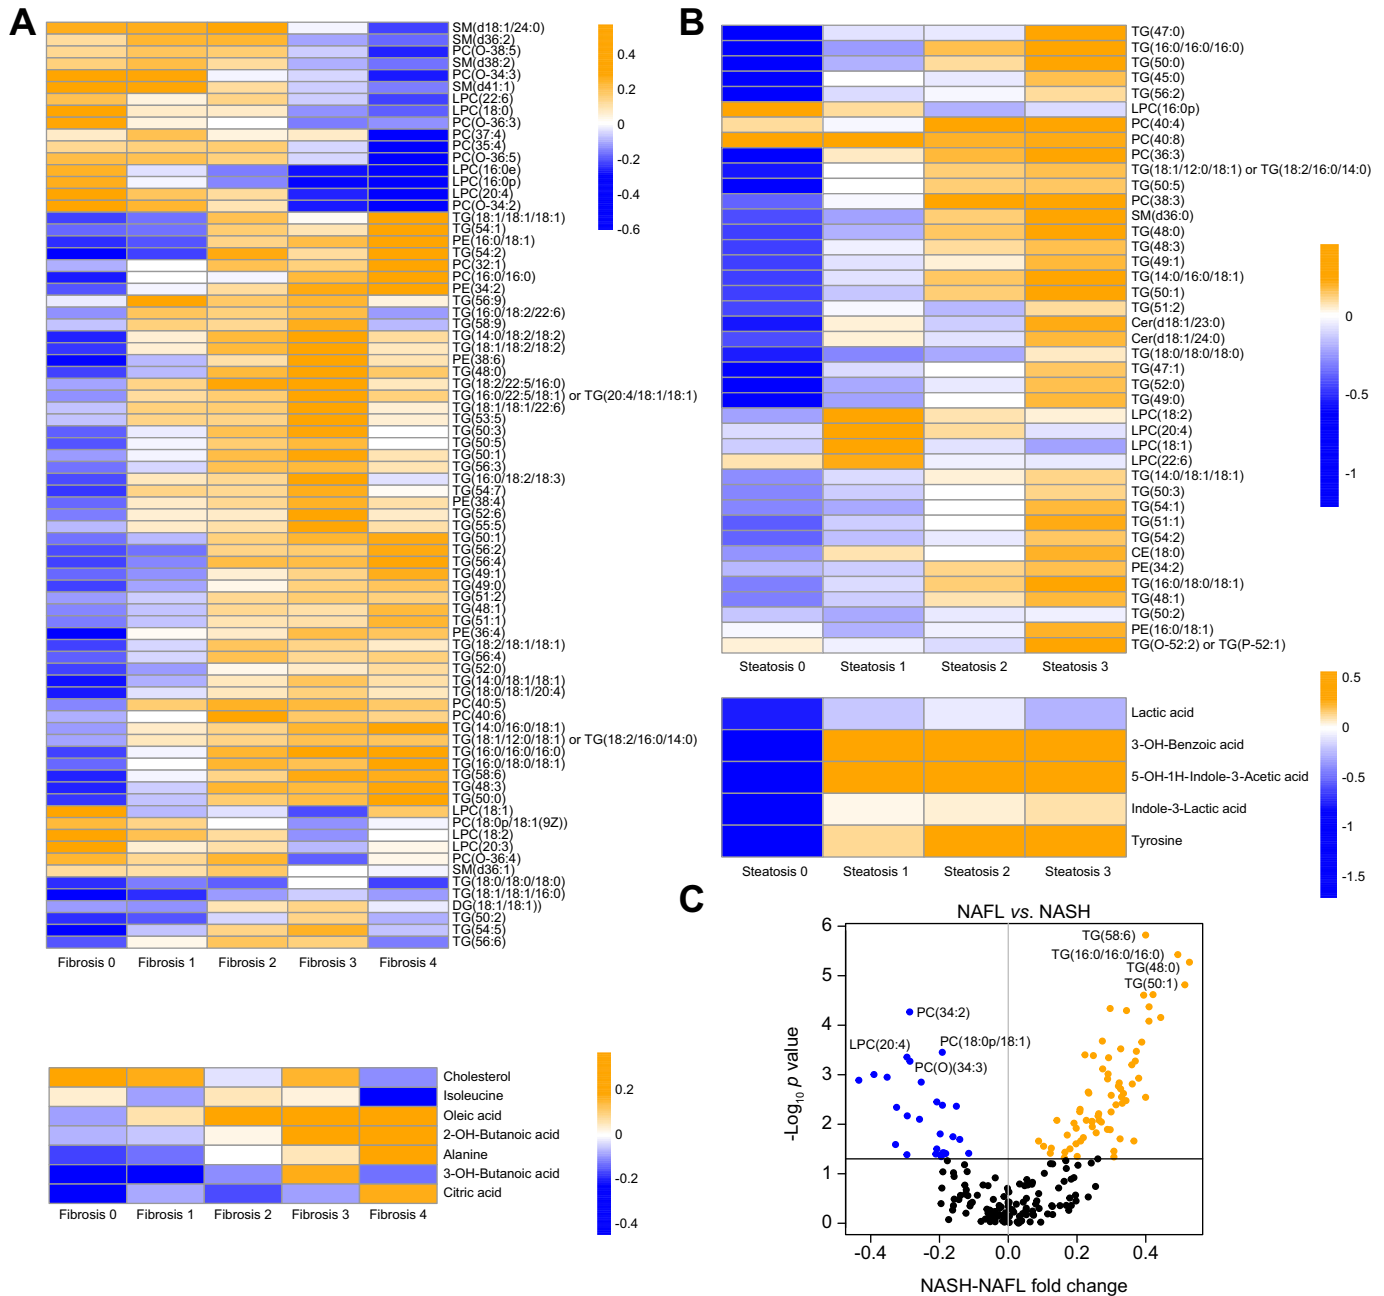 A
SM(d18:1/24:0)
SM(d36:2)
PC(O-38:5)
SM(d38:2)
PC(O-34:3)
SM(d41:1)
LPC(22:6)
LPC(18:0)
PC(O-36:3)
PC(37:4)
PC(35:4)
PC(O-36:5)
LPC(16:0e)
LPC(16:0p)
LPC(20:4)
PC(O-34:2)
TG(18:1/18:1/18:1)
TG(54:1)
PE(16:0/18:1)
TG(54:2)
PC(32:1)
PC(16:0/16:0)
PE(34:2)
TG(56:9)
TG(16:0/18:2/22:6)
TG(58:9)
TG(14:0/18:2/18:2)
TG(18:1/18:2/18:2)
PE(38:6)
TG(48:0)
TG(18:2/22:5/16:0)
TG(16:0/22:5/18:1) or TG(20:4/18:1/18:1)
TG(18:1/18:1/22:6)
TG(53:5)
TG(50:3)
TG(50:5)
TG(50:1)
TG(56:3)
TG(16:0/18:2/18:3)
TG(54:7)
PE(38:4)
TG(52:6)
TG(55:5)
TG(50:1)
TG(56:2)
TG(56:4)
TG(49:1)
TG(49:0)
TG(51:2)
TG(48:1)
TG(51:1)
PE(36:4)
TG(18:2/18:1/18:1)
TG(56:4)
TG(52:0)
TG(14:0/18:1/18:1)
TG(18:0/18:1/20:4)
PC(40:5)
PC(40:6)
TG(14:0/16:0/18:1)
TG(18:1/12:0/18:1) or TG(18:2/16:0/14:0)
TG(16:0/16:0/16:0)
TG(16:0/18:0/18:1)
TG(58:6)
TG(48:3)
TG(50:0)
LPC(18:1)
PC(18:0p/18:1(9Z))
LPC(18:2)
LPC(20:3)
PC(O-36:4)
SM(d36:1)
TG(18:0/18:0/18:0)
TG(18:1/18:1/16:0)
DG(18:1/18:1))
TG(50:2)
TG(54:5)
TG(56:6)
Fibrosis 0 Fibrosis 1 Fibrosis 2 Fibrosis 3 Fibrosis 4
0.4
0.2
0
-0.2
-0.4
-0.6
Cholesterol
Isoleucine
Oleic acid
2-OH-Butanoic acid
Alanine
3-OH-Butanoic acid
Citric acid
Fibrosis 0 Fibrosis 1 Fibrosis 2 Fibrosis 3 Fibrosis 4
0.2
0
-0.2
-0.4
B
TG(47:0)
TG(16:0/16:0/16:0)
TG(50:0)
TG(45:0)
TG(56:2)
LPC(16:0p)
PC(40:4)
PC(40:8)
PC(36:3)
TG(18:1/12:0/18:1) or TG(18:2/16:0/14:0)
TG(50:5)
PC(38:3)
SM(d36:0)
TG(48:0)
TG(48:3)
TG(49:1)
TG(14:0/16:0/18:1)
TG(50:1)
TG(51:2)
Cer(d18:1/23:0)
Cer(d18:1/24:0)
TG(18:0/18:0/18:0)
TG(47:1)
TG(52:0)
TG(49:0)
LPC(18:2)
LPC(20:4)
LPC(18:1)
LPC(22:6)
TG(14:0/18:1/18:1)
TG(50:3)
TG(54:1)
TG(51:1)
TG(54:2)
CE(18:0)
PE(34:2)
TG(16:0/18:0/18:1)
TG(48:1)
TG(50:2)
PE(16:0/18:1)
TG(O-52:2) or TG(P-52:1)
Steatosis 0 Steatosis 1 Steatosis 2 Steatosis 3
0
-0.5
-1
Lactic acid
3-OH-Benzoic acid
5-OH-1H-Indole-3-Acetic acid
Indole-3-Lactic acid
Tyrosine
Steatosis 0 Steatosis 1 Steatosis 2 Steatosis 3
0.5
0
-0.5
-1
-1.5
C
NAFL vs. NASH
TG(58:6)
TG(16:0/16:0/16:0)
TG(48:0)
TG(50:1)
PC(34:2)
LPC(20:4)
PC(18:0p/18:1)
PC(O)(34:3)
6
5
4
3
2
1
0
-Log10 p value
-0.4 -0.2 0.0 0.2 0.4
NASH-NAFL fold change